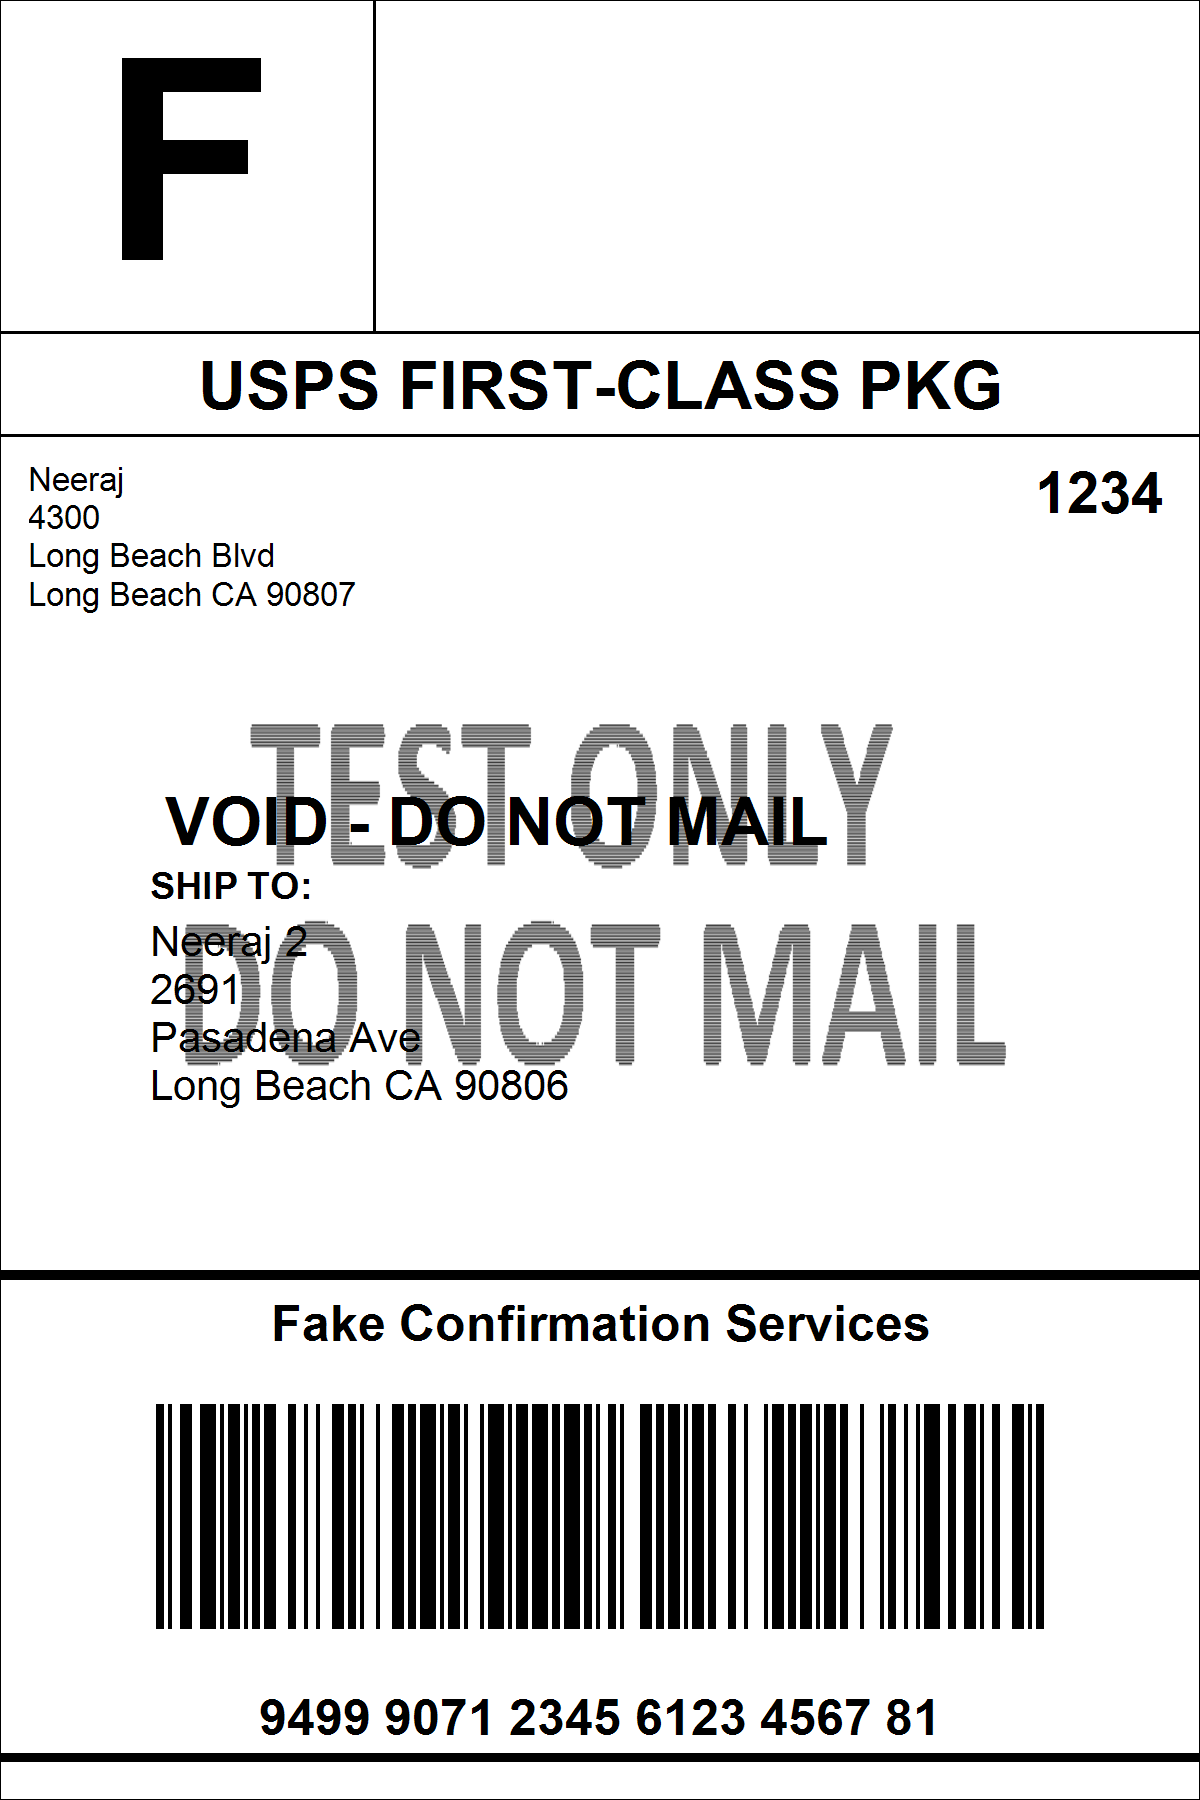 F
USPS FIRST-CLASS PKG
Neeraj
4300
Long Beach Blvd
Long Beach CA 90807
1234
TEST ONLY
VOID - DO NOT MAIL
SHIP TO:
DO NOT MAIL
Neeraj 2
2691
Pasadena Ave
Long Beach CA 90806
Fake Confirmation Services
9499 9071 2345 6123 4567 81